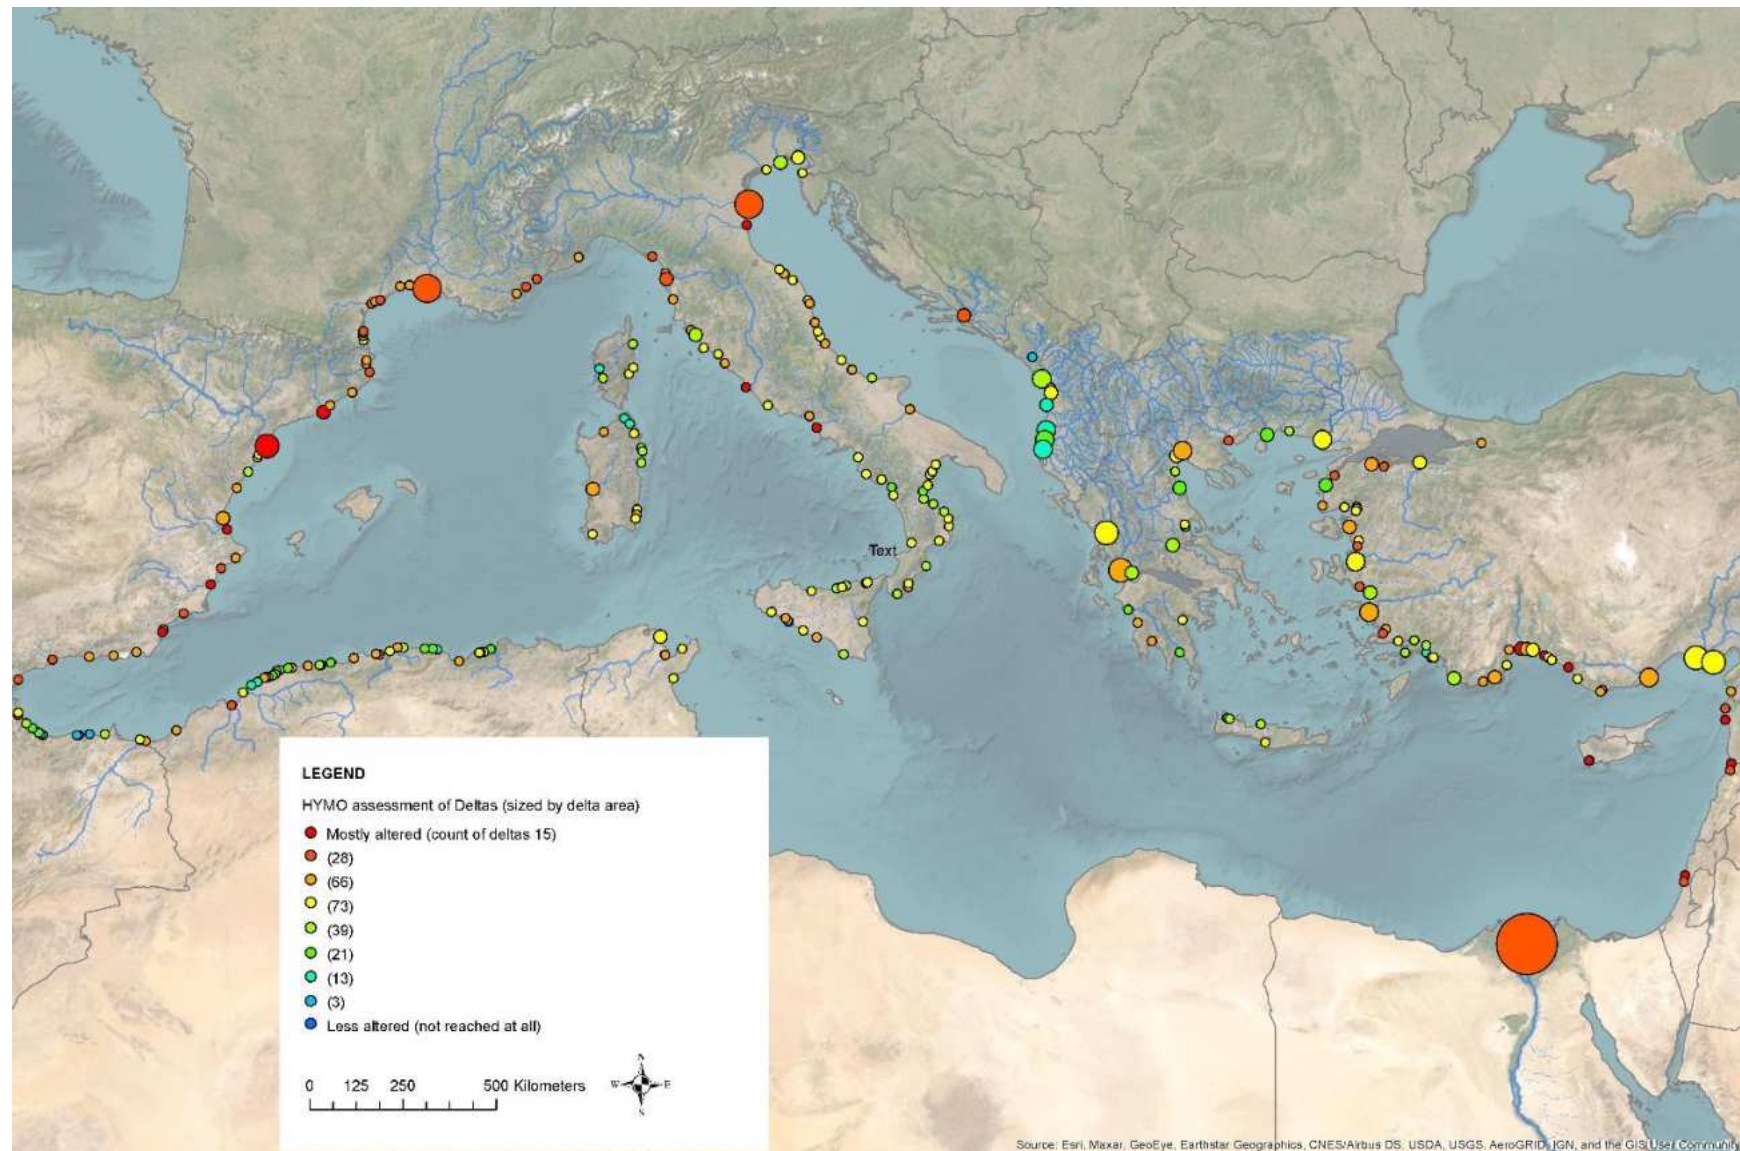 Text
LEGEND
HYMO assessment of Deltas (sized by delta area)
Mostly altered (count of deltas 15)
(28)
(66)
(73)
(39)
(21)
(13)
(3)
Less altered (not reached at all)
0 125 250 500 Kilometers
N
W E
S
Source: Esri, Maxar, GeoEye, Earthstar Geographics, CNES/Airbus DS, USDA, USGS, AeroGRID, IGN, and the GIS User Community